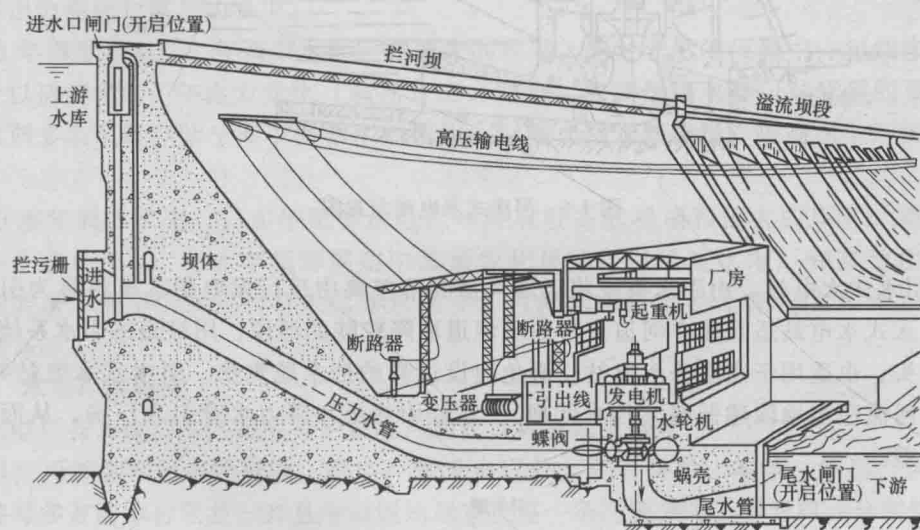 进水口闸门(开启位置)
拦河坝
上游
水库
溢流坝段
高压输电线
拦污栅
进
水
坝体
厂房
起重机
断路器
断路器
变压器
引出线
发电机
压力水管
蝶阀
水轮机
蜗壳
尾水闸门
(开启位置)
下游
尾水管